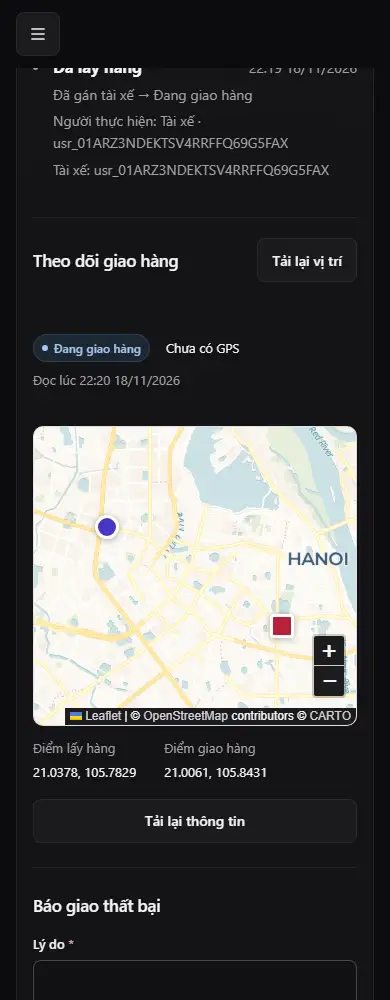 Đã lấy hàng
22:19 18/11/2026
Đã gán tài xế → Đang giao hàng
Người thực hiện: Tài xế ·
usr_01ARZ3NDEKTSV4RRFFQ69G5FAX
Tài xế: usr_01ARZ3NDEKTSV4RRFFQ69G5FAX
Theo dõi giao hàng
Tải lại vị trí
Đang giao hàng
Chưa có GPS
Đọc lúc 22:20 18/11/2026
Red River
HANOI
+
−
Leaflet | © OpenStreetMap contributors © CARTO
Điểm lấy hàng
Điểm giao hàng
21.0378, 105.7829
21.0061, 105.8431
Tải lại thông tin
Báo giao thất bại
Lý do *